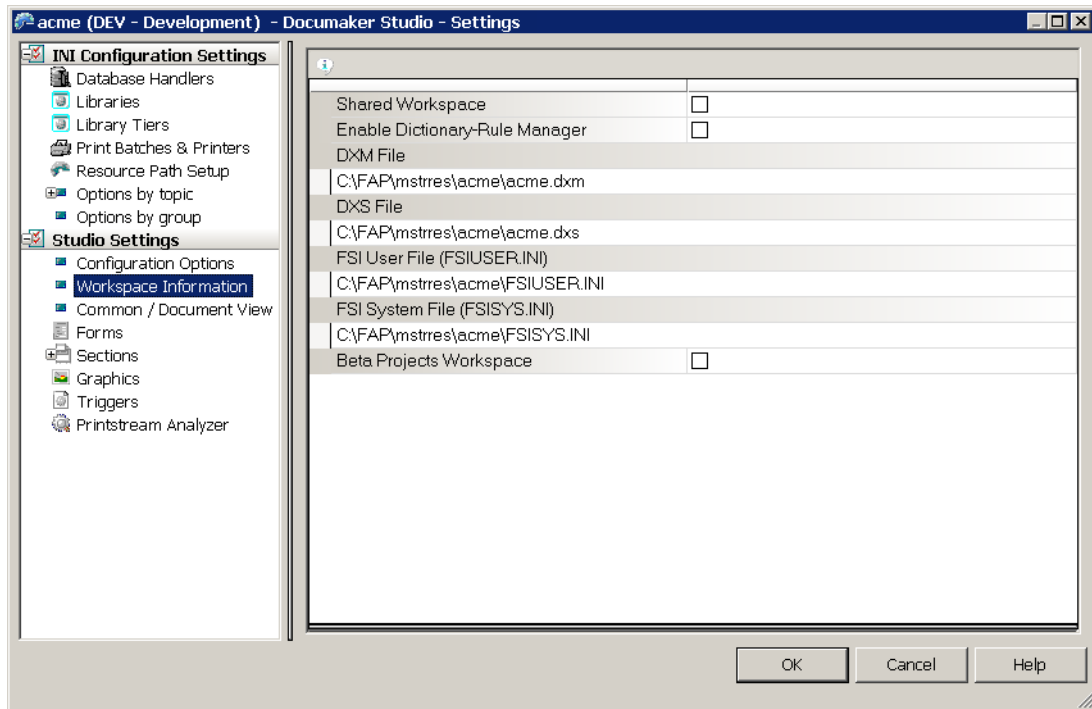 acme (DEV - Development) - Documaker Studio - Settings
INI Configuration Settings
Database Handlers
Libraries
Library Tiers
Print Batches & Printers
Resource Path Setup
Options by topic
Options by group
Studio Settings
Configuration Options
Workspace Information
Common / Document View
Forms
Sections
Graphics
Triggers
Printstream Analyzer
Shared Workspace
Enable Dictionary-Rule Manager
DXM File
C:\FAP\mstrres\acme\acme.dxm
DXS File
C:\FAP\mstrres\acme\acme.dxs
FSI User File (FSIUSER.INI)
C:\FAP\mstrres\acme\FSIUSER.INI
FSI System File (FSISYS.INI)
C:\FAP\mstrres\acme\FSISYS.INI
Beta Projects Workspace
OK Cancel Help